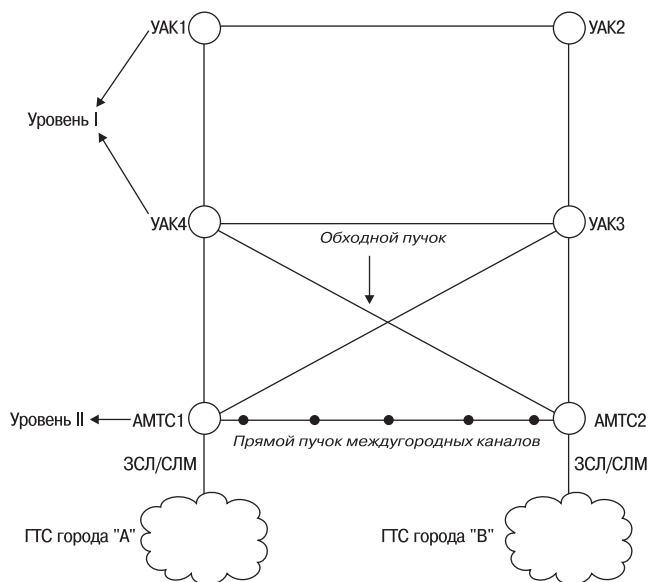 УАК1
УАК2
Уровень I
УАК4
УАК3
Обходной пучок
Уровень II
АМТС1
АМТС2
Прямой пучок междугородных каналов
ЗСЛ/СЛМ
ЗСЛ/СЛМ
ГТС города "А"
ГТС города "В"